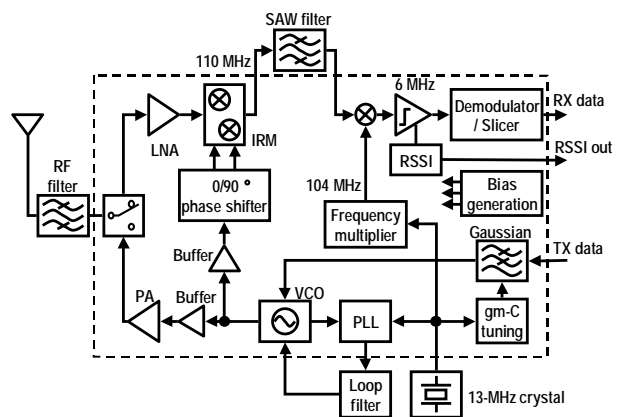 SAW filter
110 MHz
6 MHz
LNA
IRM
Demodulator
/ Slicer
RX data
RSSI
RSSI out
RF
filter
0/90 °
phase shifter
104 MHz
Bias
generation
Frequency
multiplier
Gaussian
TX data
Buffer
PA
Buffer
VCO
PLL
gm-C
tuning
Loop
filter
13-MHz crystal